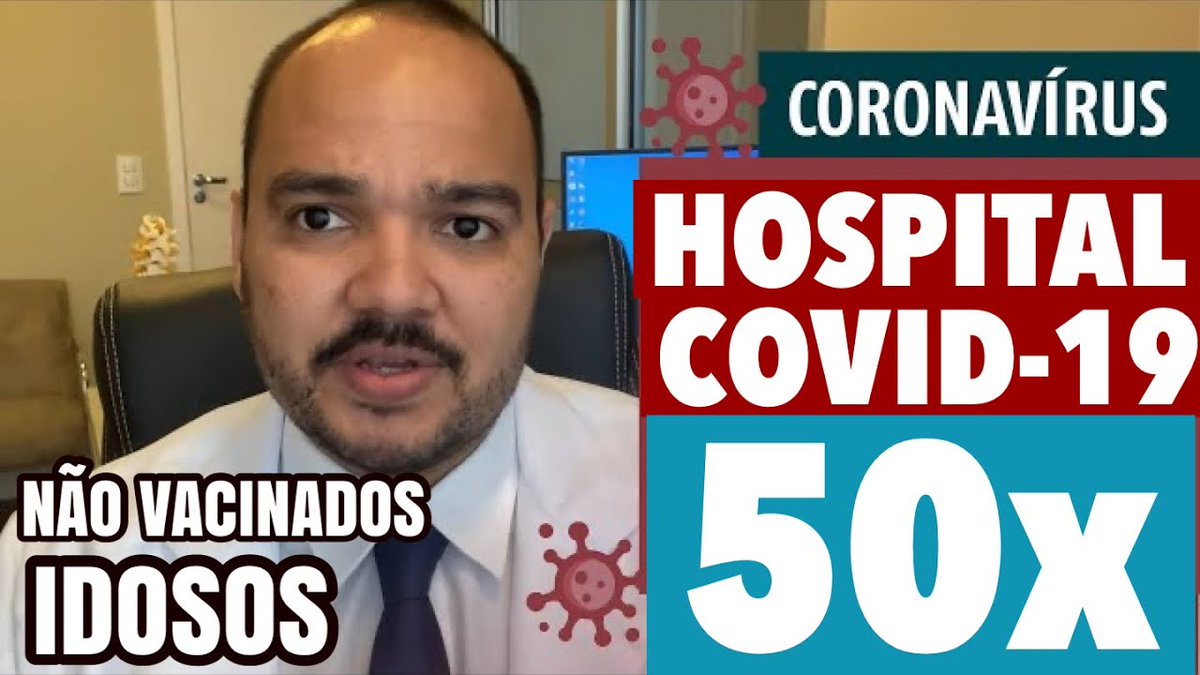 CORONAVÍRUS
HOSPITAL
COVID-19
50x
NÃO VACINADOS
IDOSOS